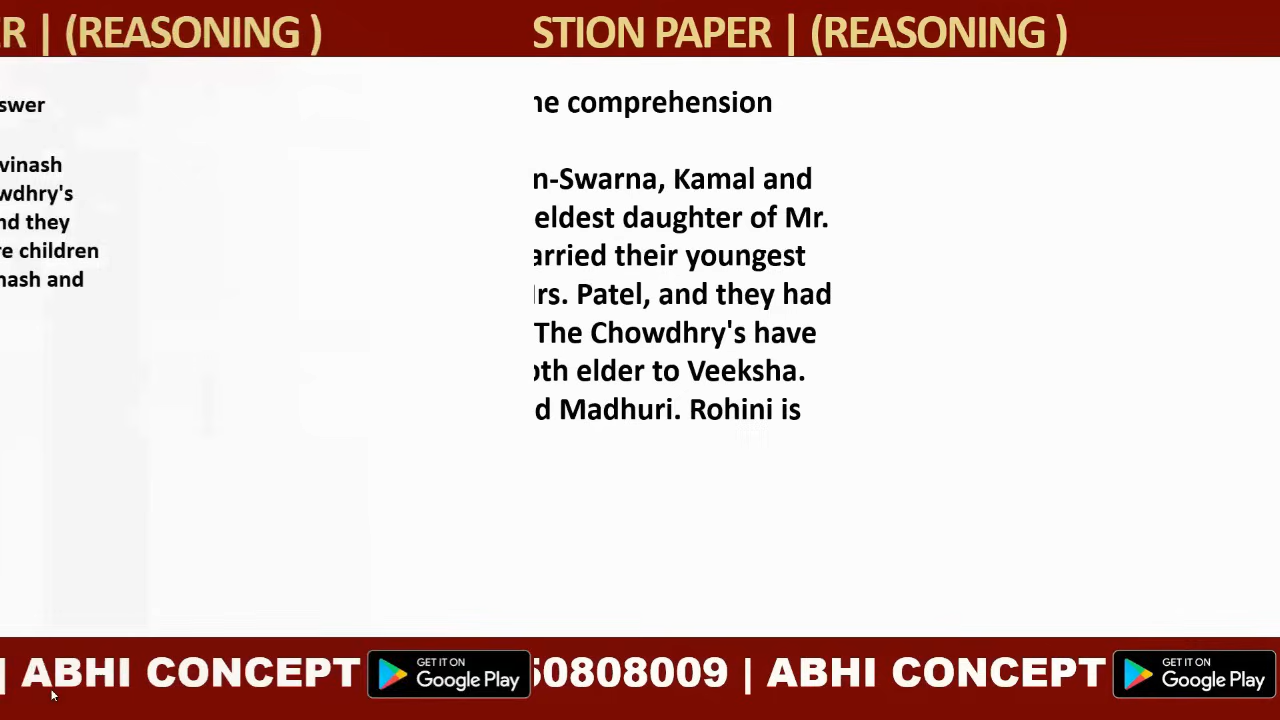 ER | (REASONING )
STION PAPER | (REASONING )
swer
vinash
wdhry's
nd they
re children
nash and
he comprehension
n-Swarna, Kamal and
eldest daughter of Mr.
arried their youngest
Mrs. Patel, and they had
The Chowdhry's have
oth elder to Veeksha.
d Madhuri. Rohini is
| ABHI CONCEPT
GET IT ON
Google Play
50808009 | ABHI CONCEPT
GET IT ON
Google Play